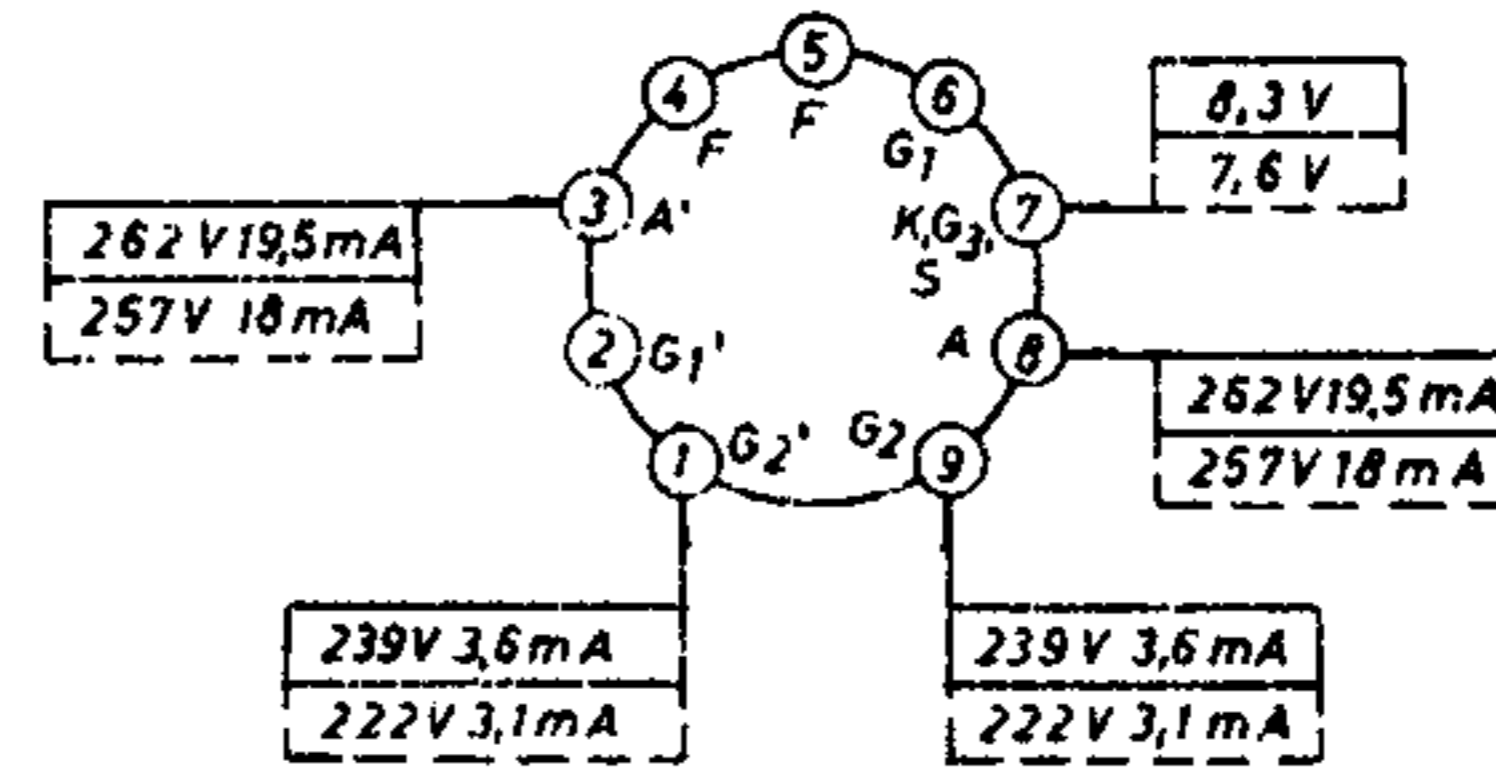 5
4
6
F
F
G1
8,3 V
7,6 V
3
A'
K,G3,
S
7
262 V 19,5 mA
257 V 18 mA
2
G1'
A
8
262 V 19,5 mA
257 V 18 mA
1
G2'
G2
9
239 V 3,6 mA
222 V 3,1 mA
239 V 3,6 mA
222 V 3,1 mA